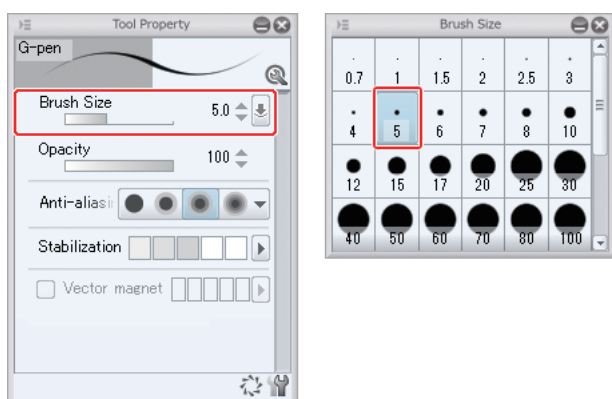 Tool Property
G-pen
Brush Size 5.0
Opacity 100
Anti-aliasi
Stabilization
Vector magnet
Brush Size
0.7 1 1.5 2 2.5 3
4 5 6 7 8 10
12 15 17 20 25 30
40 50 60 70 80 100